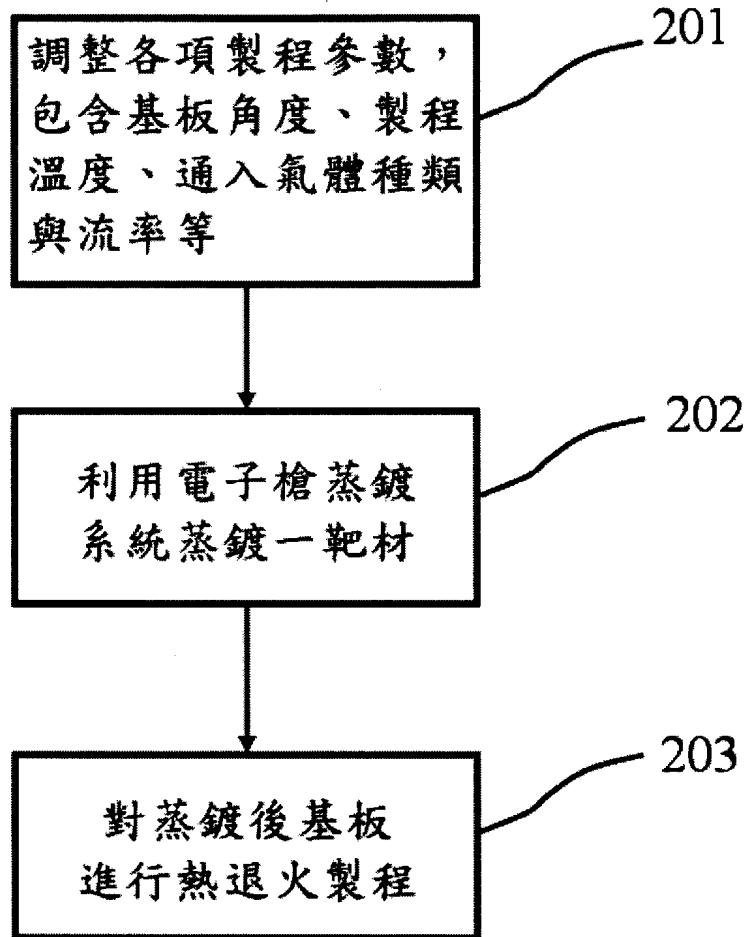 201
調整各項製程參數，
包含基板角度、製程
溫度、通入氣體種類
與流率等
202
利用電子槍蒸鍍
系統蒸鍍一靶材
203
對蒸鍍後基板
進行熱退火製程